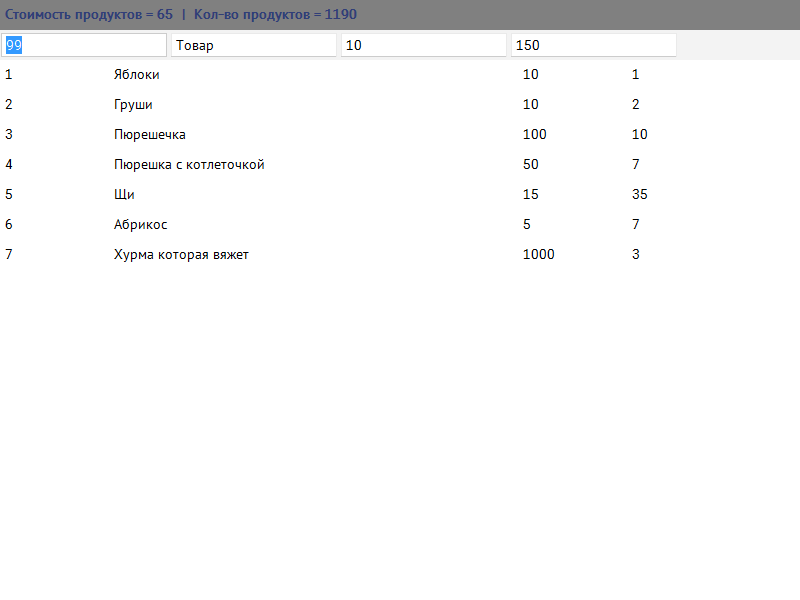 Стоимость продуктов = 65 | Кол-во продуктов = 1190
99 Товар 10 150
1 Яблоки 10 1
2 Груши 10 2
3 Пюрешечка 100 10
4 Пюрешка с котлеточкой 50 7
5 Щи 15 35
6 Абрикос 5 7
7 Хурма которая вяжет 1000 3